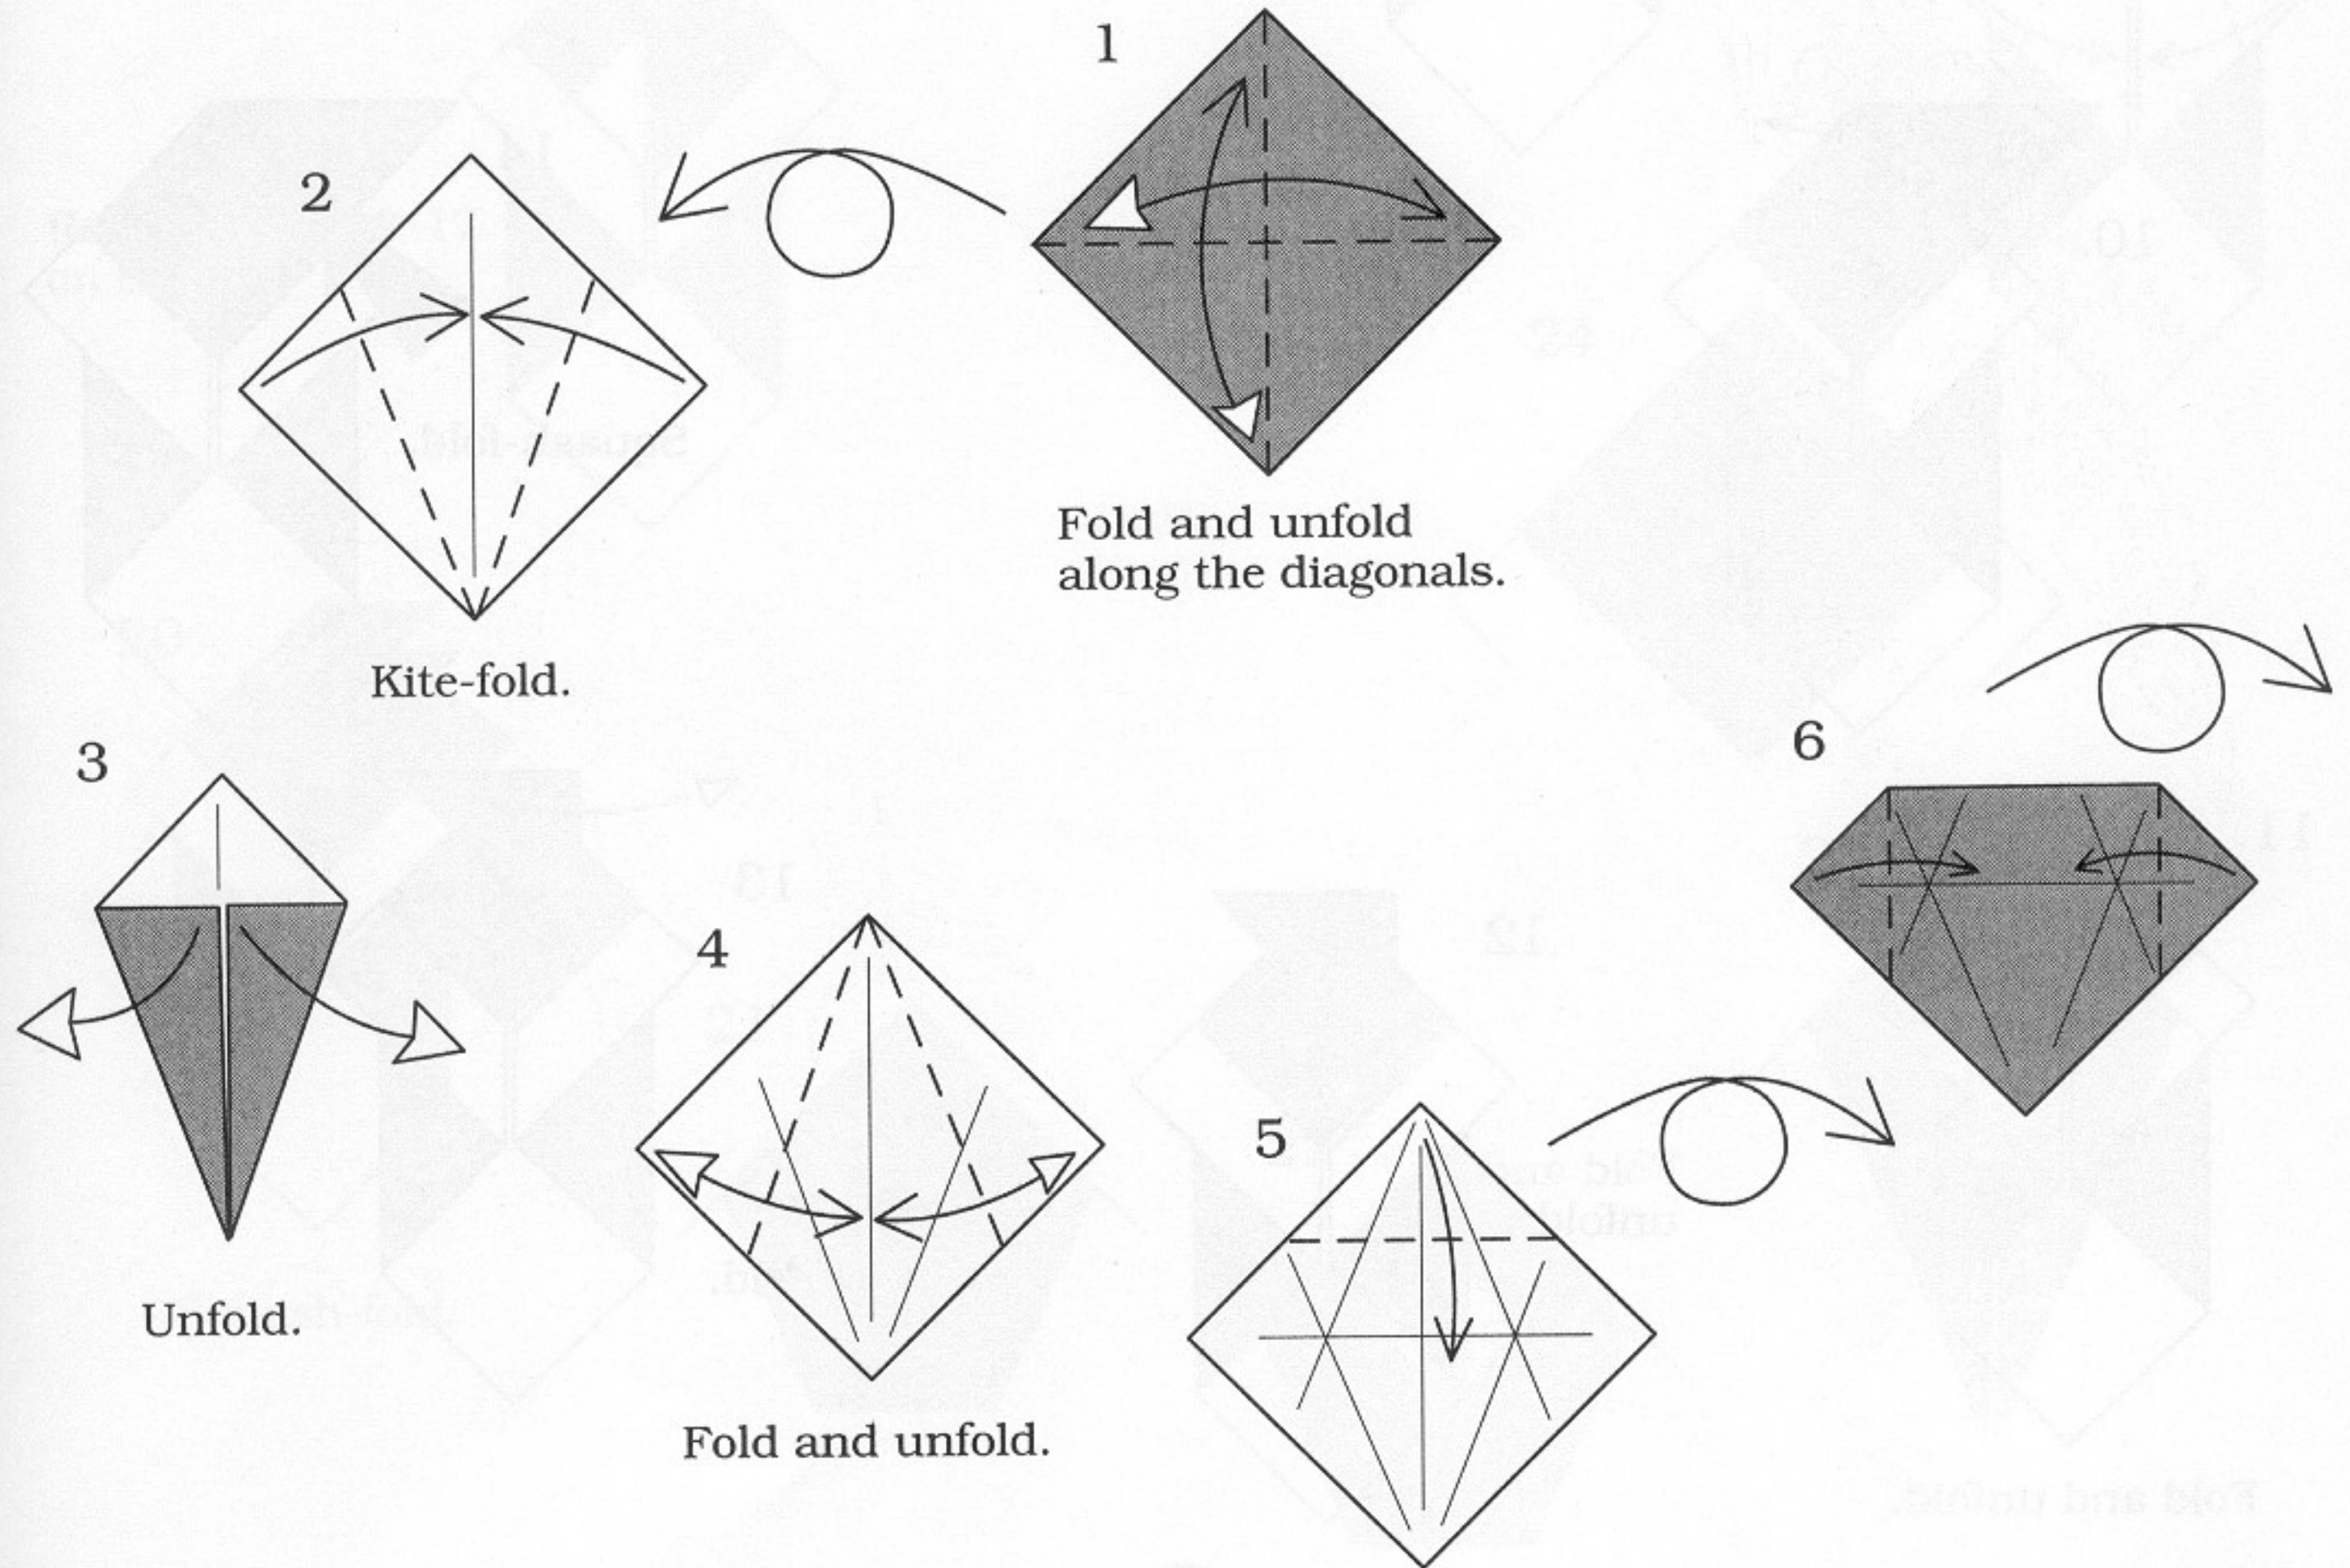 1
Fold and unfold
along the diagonals.
2
Kite-fold.
3
Unfold.
4
Fold and unfold.
5
6